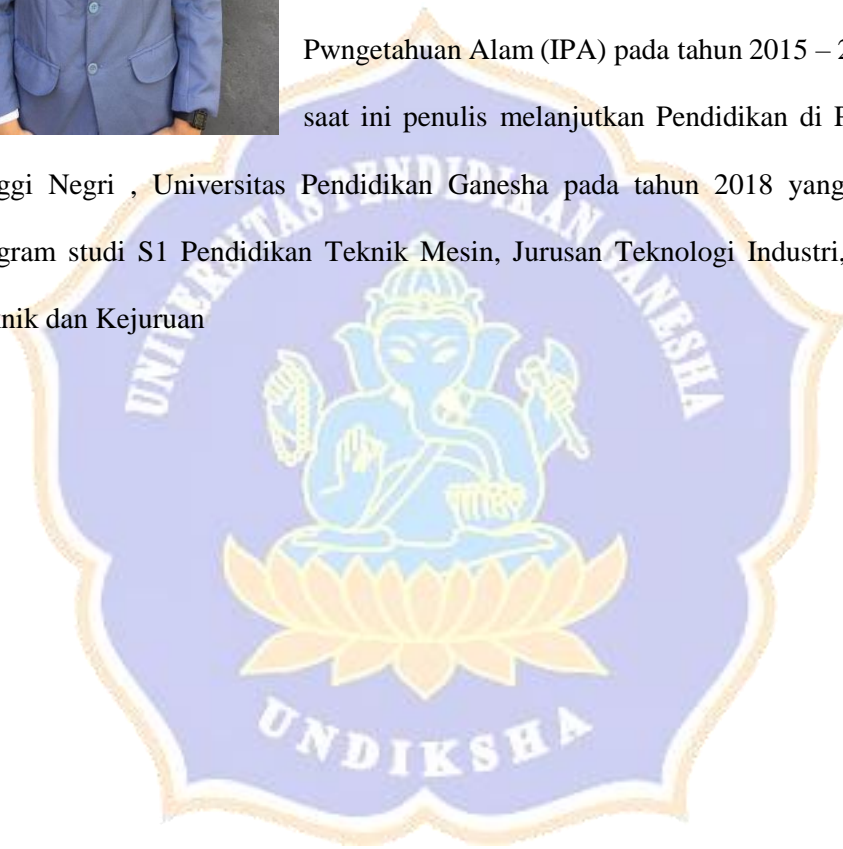 Pwngetahuan Alam (IPA) pada tahun 2015 – 2
saat ini penulis melanjutkan Pendidikan di P
ggi Negri , Universitas Pendidikan Ganesha pada tahun 2018 yang
gram studi S1 Pendidikan Teknik Mesin, Jurusan Teknologi Industri,
nik dan Kejuruan
UNIVERSITAS PENDIDIKAN GANESHA
UNDIKSHA